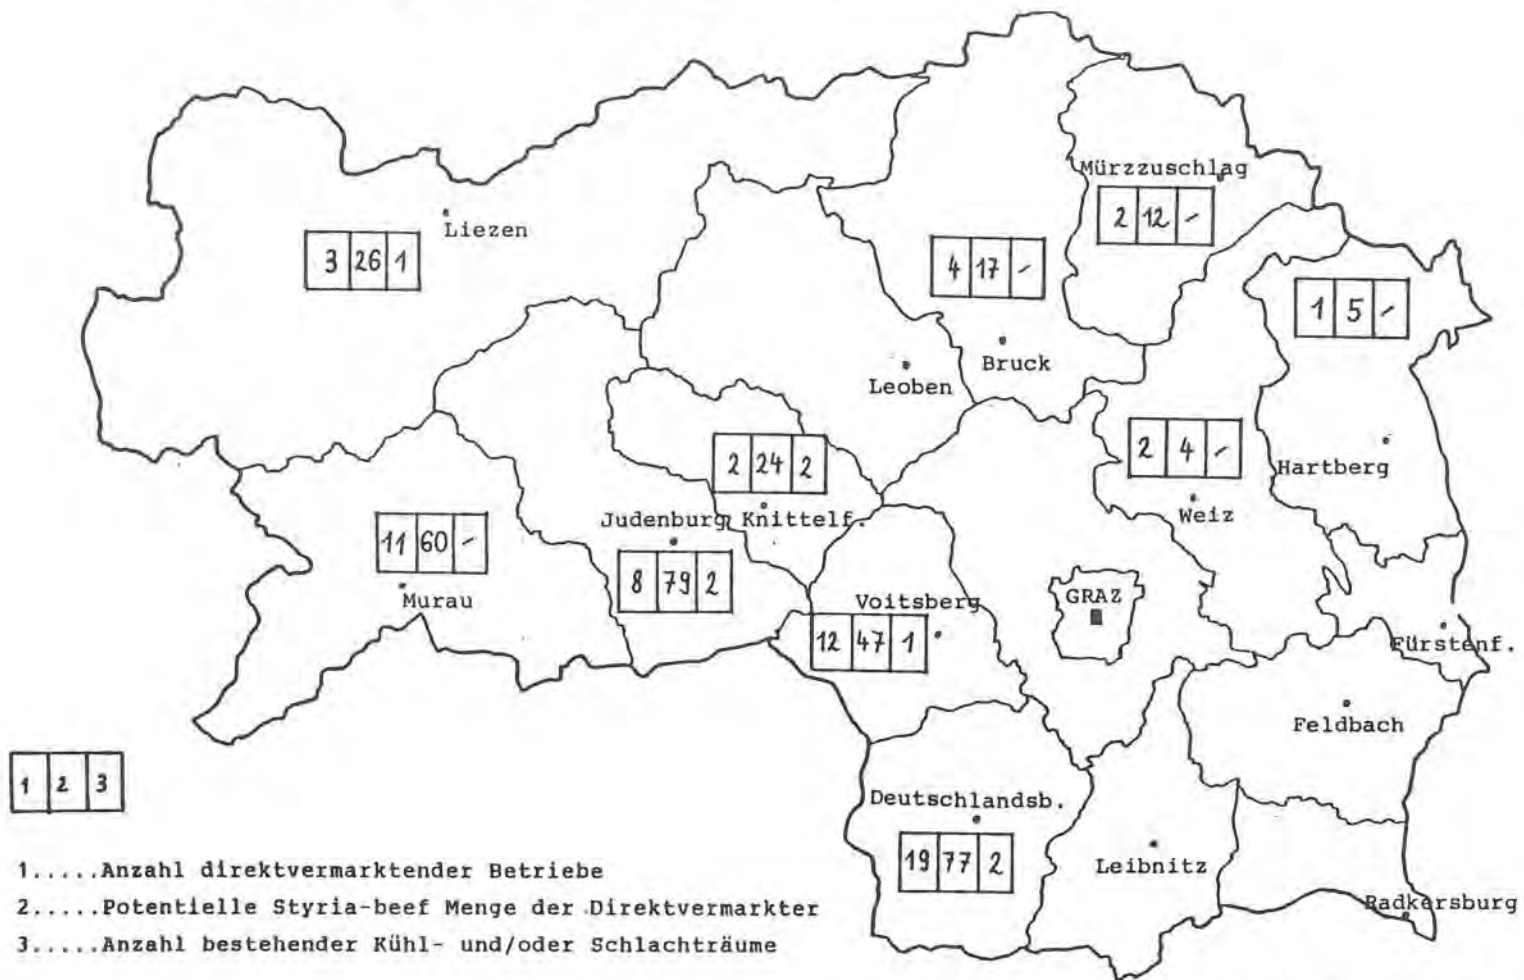 Mürzzuschlag
2 12 -
Liezen
3 26 1
4 17 -
1 5 -
Bruck
Leoben
2 4 -
2 24 2
Hartberg
Weiz
Judenburg Knittelf.
11 60 -
8 79 2
Murau
Voitsberg
GRAZ
12 47 1
Fürstenf.
Feldbach
1 2 3
Deutschlandsb.
19 77 2
Leibnitz
Radkersburg
1.....Anzahl direktvermarktender Betriebe
2.....Potentielle Styria-beef Menge der Direktvermarkter
3.....Anzahl bestehender Kühl- und/oder Schlachträume